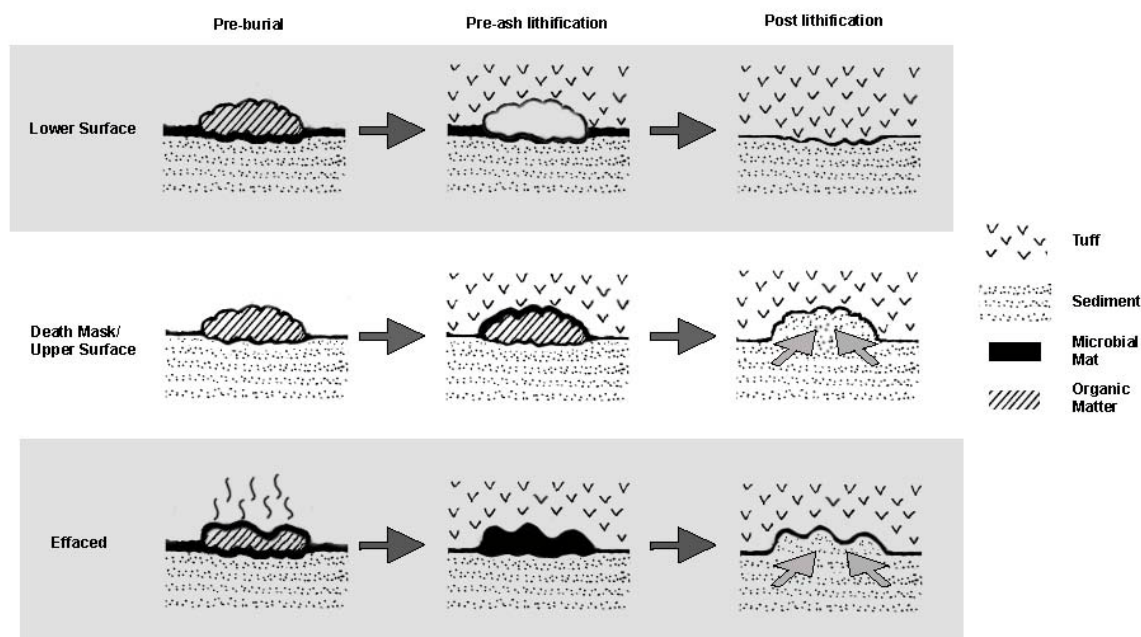 Pre-burial
Pre-ash lithification
Post lithification
Lower Surface
Death Mask/
Upper Surface
Effaced
Tuff
Sediment
Microbial
Mat
Organic
Matter